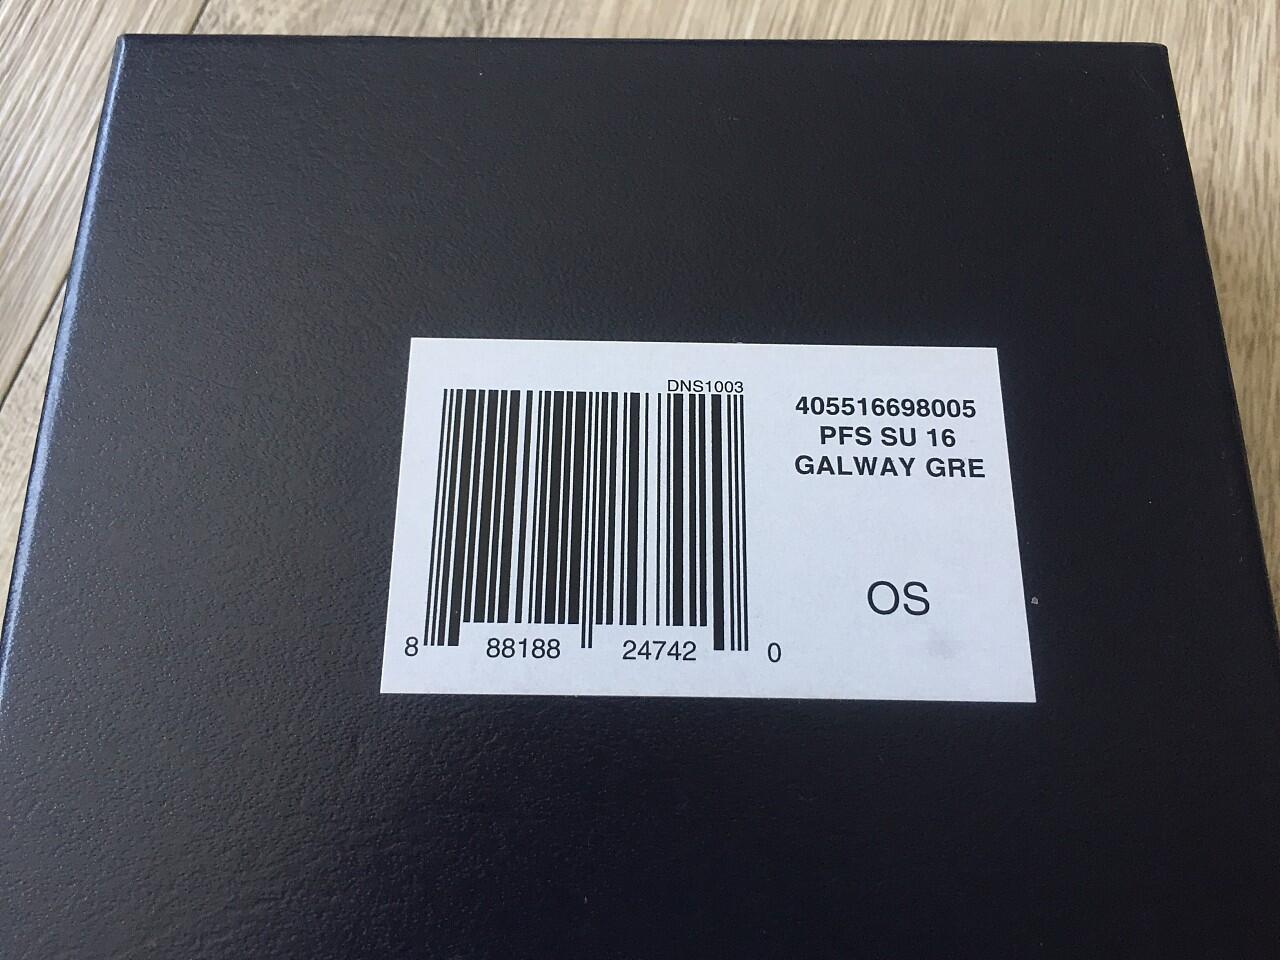 DNS1003
8 88188 24742 0
405516698005
PFS SU 16
GALWAY GRE
OS